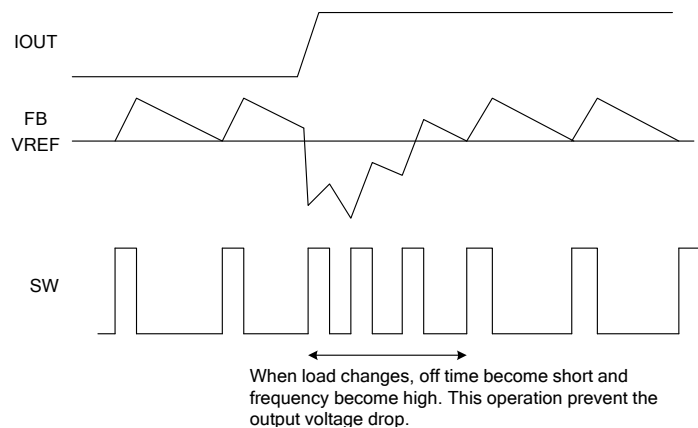 IOUT
FB
VREF
SW
When load changes, off time become short and
frequency become high. This operation prevent the
output voltage drop.